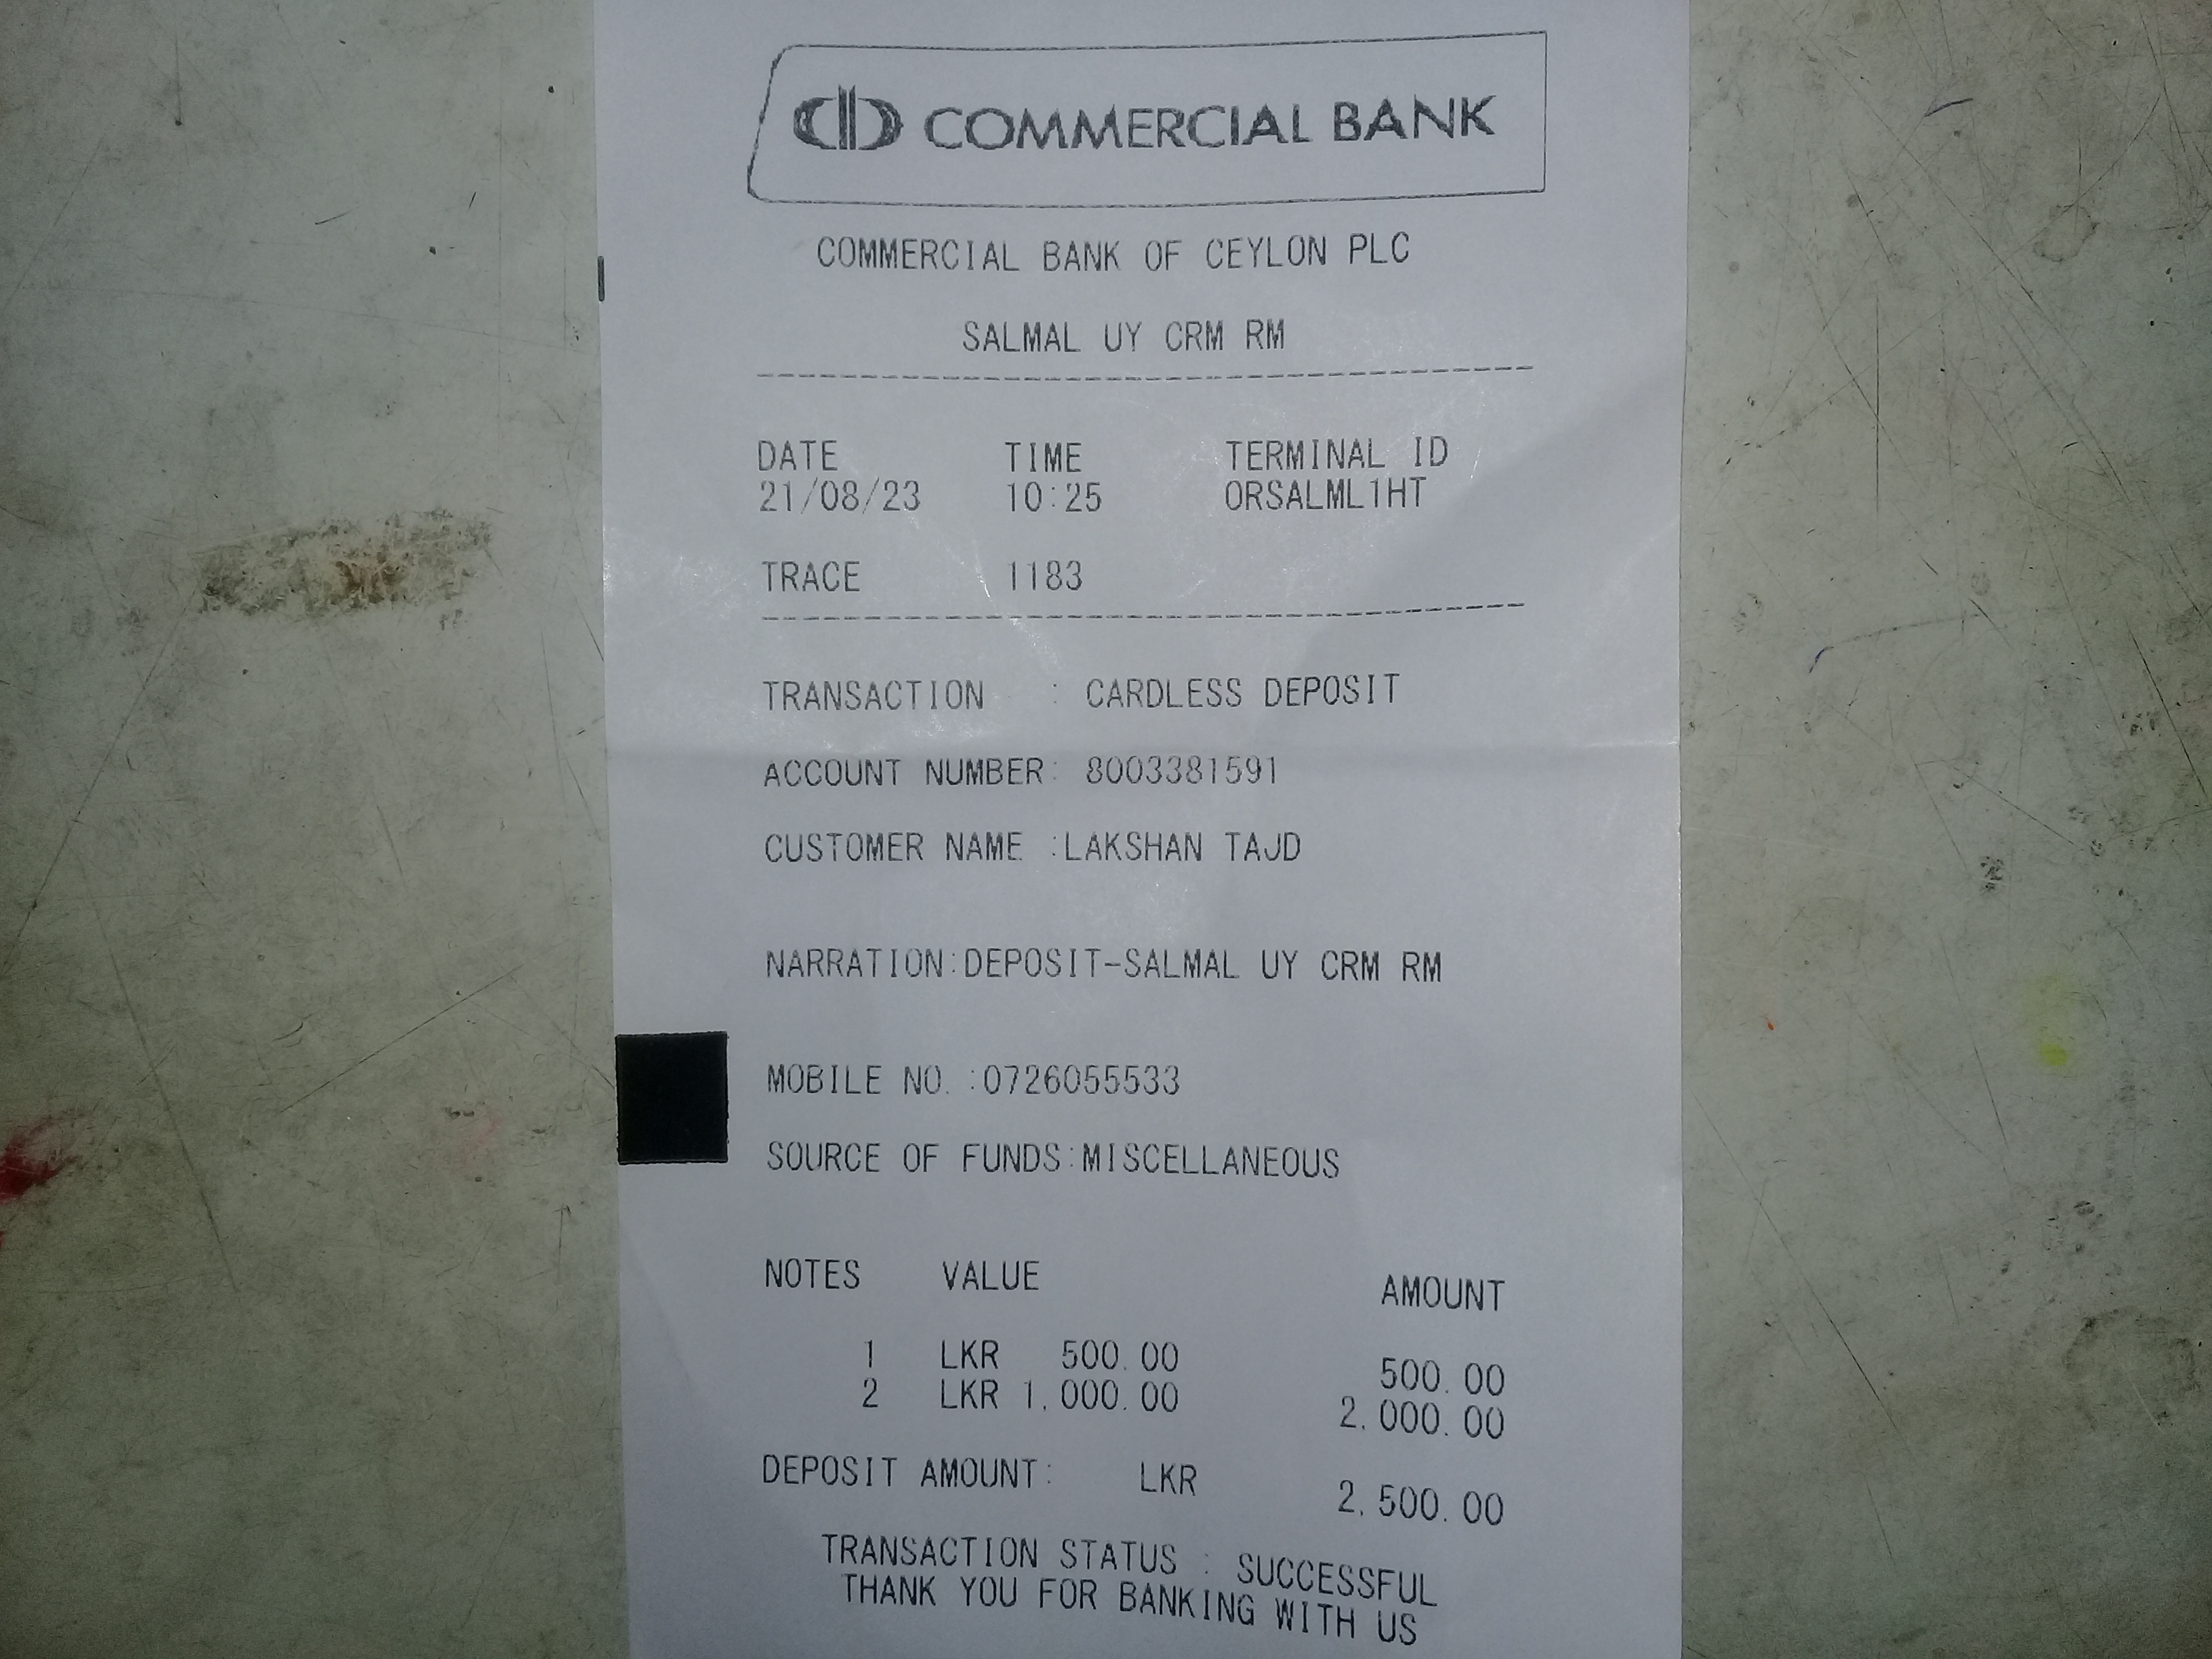 COMMERCIAL BANK
COMMERCIAL BANK OF CEYLON PLC
SALMAL UY CRM RM
DATE TIME TERMINAL ID
21/08/23 10:25 ORSALML1HT
TRACE 1183
TRANSACTION : CARDLESS DEPOSIT
ACCOUNT NUMBER: 8003381591
CUSTOMER NAME :LAKSHAN TAJD
NARRATION:DEPOSIT-SALMAL UY CRM RM
MOBILE NO. :0726055533
SOURCE OF FUNDS:MISCELLANEOUS
NOTES VALUE AMOUNT
1 LKR 500.00 500.00
2 LKR 1,000.00 2,000.00
DEPOSIT AMOUNT: LKR 2,500.00
TRANSACTION STATUS : SUCCESSFUL
THANK YOU FOR BANKING WITH US